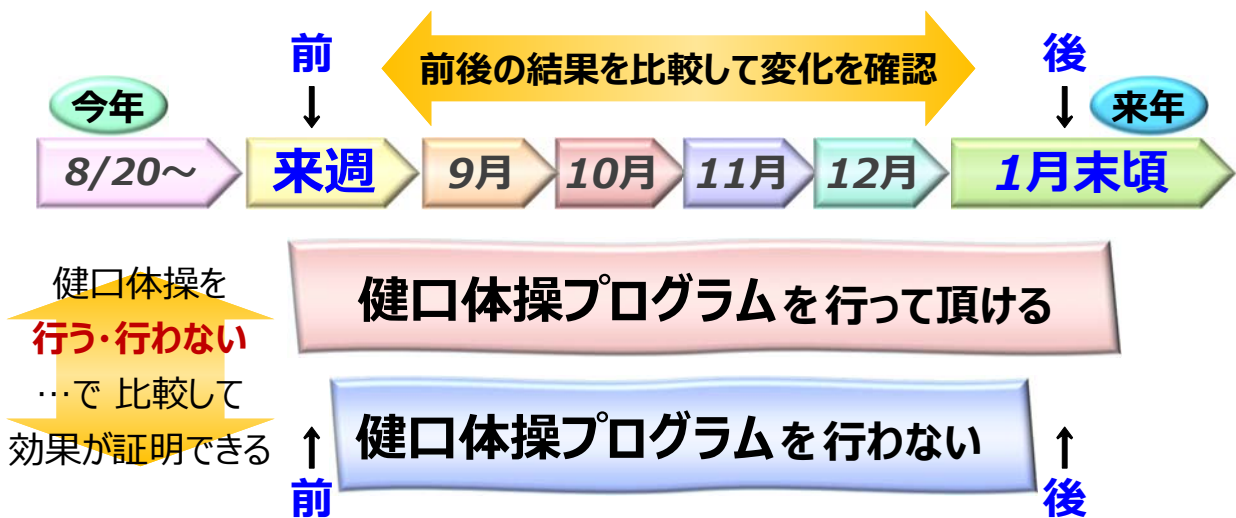 前
前後の結果を比較して変化を確認
後
今年
来年
8/20～
来週
9月
10月
11月
12月
1月末頃
健口体操を
行う・行わない
…で 比較して
効果が証明できる
健口体操プログラムを行って頂ける
健口体操プログラムを行わない
前
後